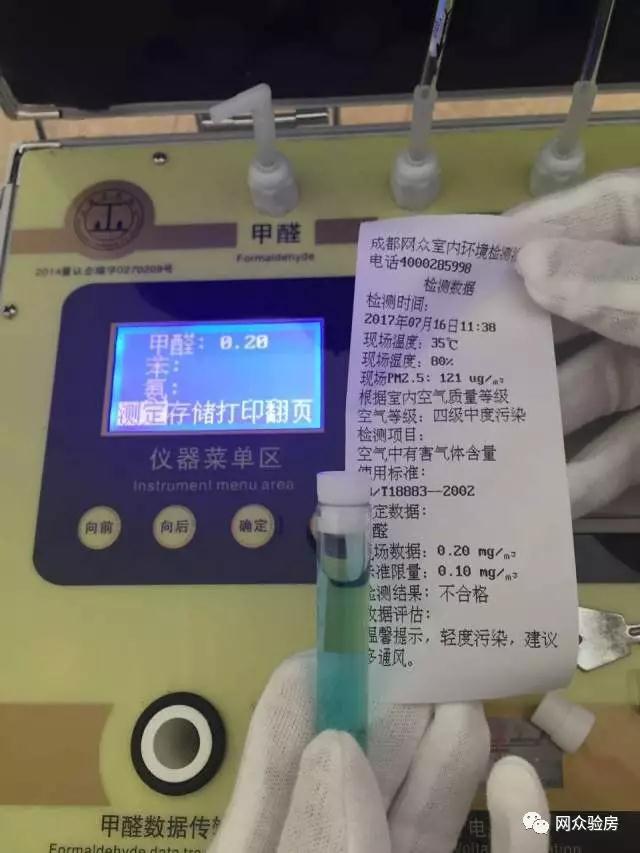 甲醛
Formaldehyde
2014量认企编字0270209号
甲醛: 0.20
苯:
氨:
测定存储打印翻页
仪器菜单区
Instrument menu area
向前
向后
确定
成都网众室内环境检测
电话4000285998
检测数据
检测时间:
2017年07月16日11:38
现场温度: 35℃
现场湿度: 80%
现场PM2.5: 121 ug/m3
根据室内空气质量等级
空气等级: 四级中度污染
检测项目:
空气中有害气体含量
使用标准:
/T18883--2002
定数据:
醛
场数据: 0.20 mg/m3
准限量: 0.10 mg/m3
检测结果: 不合格
数据评估:
温馨提示, 轻度污染, 建议
多通风。
甲醛数据传
Formaldehyde data tra
电
网众验房